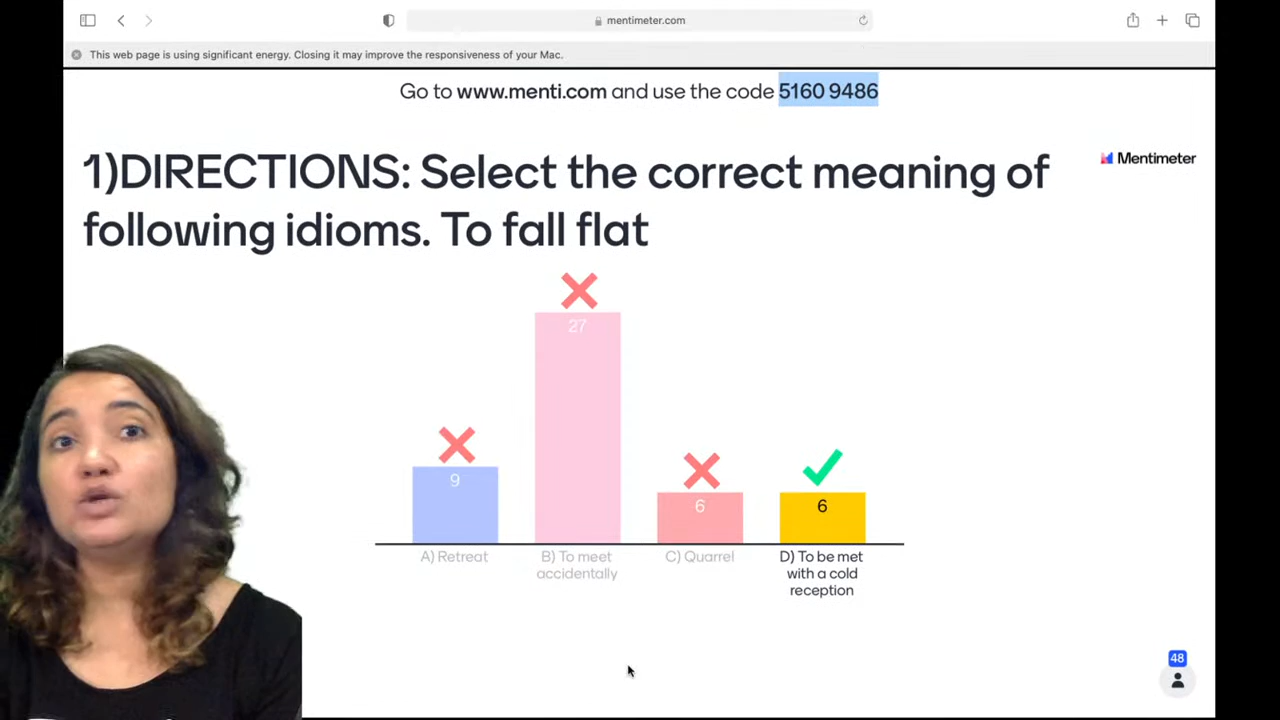 mentimeter.com
This web page is using significant energy. Closing it may improve the responsiveness of your Mac.
Go to www.menti.com and use the code 5160 9486
1)DIRECTIONS: Select the correct meaning of
following idioms. To fall flat
Mentimeter
27
9
6
6
A) Retreat
B) To meet
accidentally
C) Quarrel
D) To be met
with a cold
reception
48